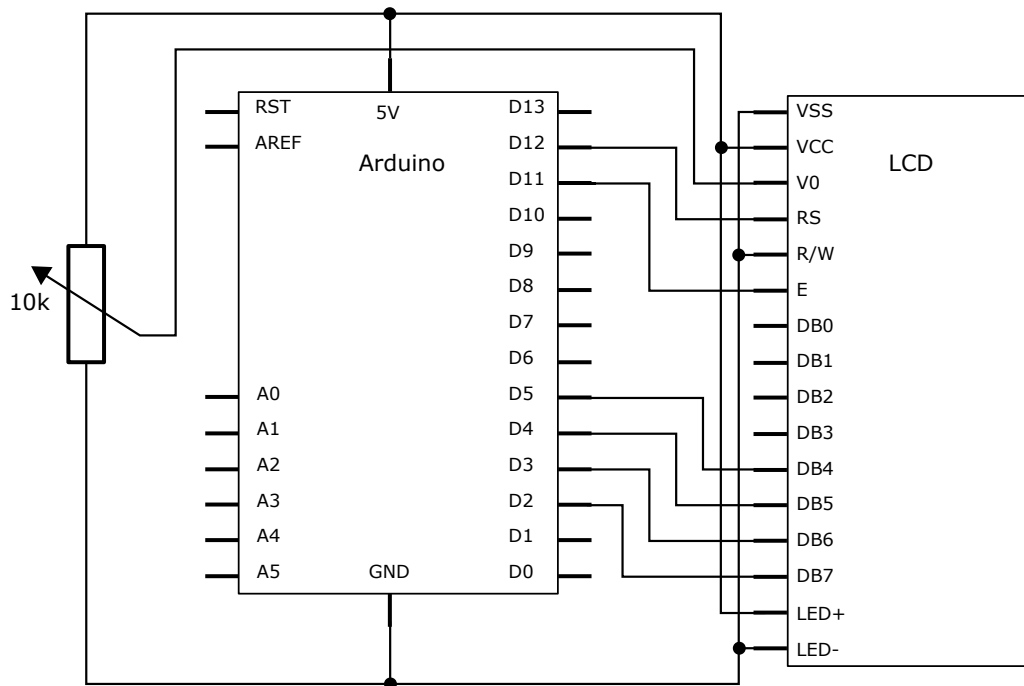 RST
5V
D13
VSS
AREF
D12
VCC
Arduino
LCD
D11
V0
D10
RS
D9
R/W
D8
E
10k
D7
DB0
D6
DB1
A0
D5
DB2
A1
D4
DB3
A2
D3
DB4
A3
D2
DB5
A4
D1
DB6
A5
GND
D0
DB7
LED+
LED-